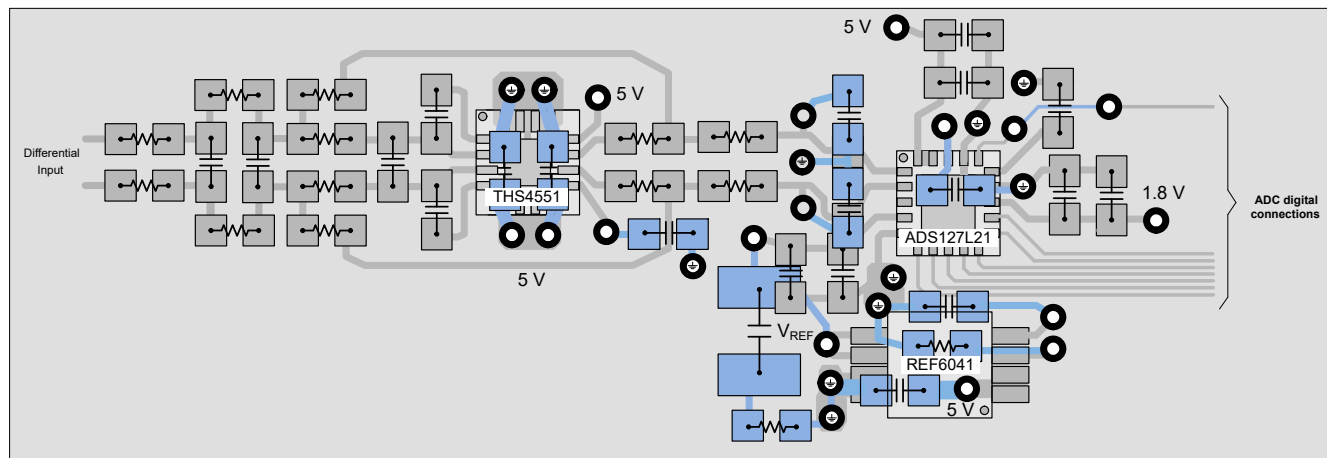 5 V
5 V
Differential
Input
THS4551
1.8 V
ADC digital
connections
ADS127L21
5 V
VREF
REF6041
5 V